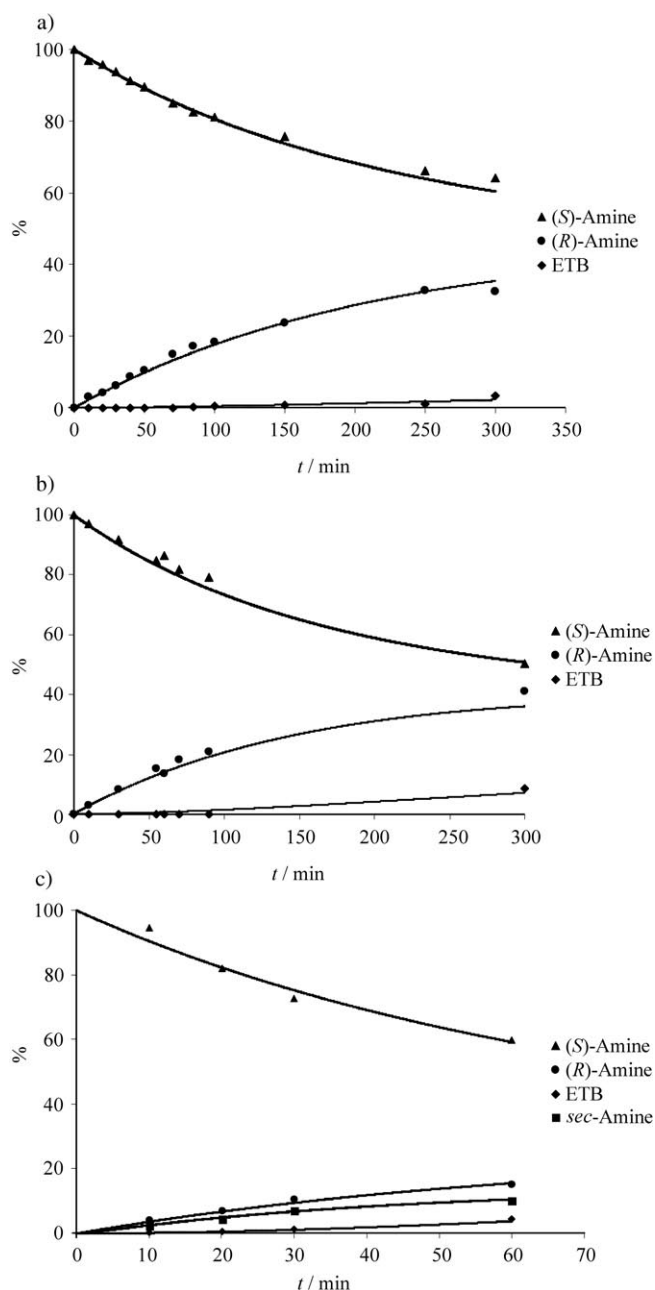 a)
100
80
60
40
20
0
%
0 50 100 150 200 250 300 350
t / min
(S)-Amine
(R)-Amine
ETB
b)
100
80
60
40
20
0
%
0 50 100 150 200 250 300
t / min
(S)-Amine
(R)-Amine
ETB
c)
100
80
60
40
20
0
%
0 10 20 30 40 50 60 70
t / min
(S)-Amine
(R)-Amine
ETB
sec-Amine